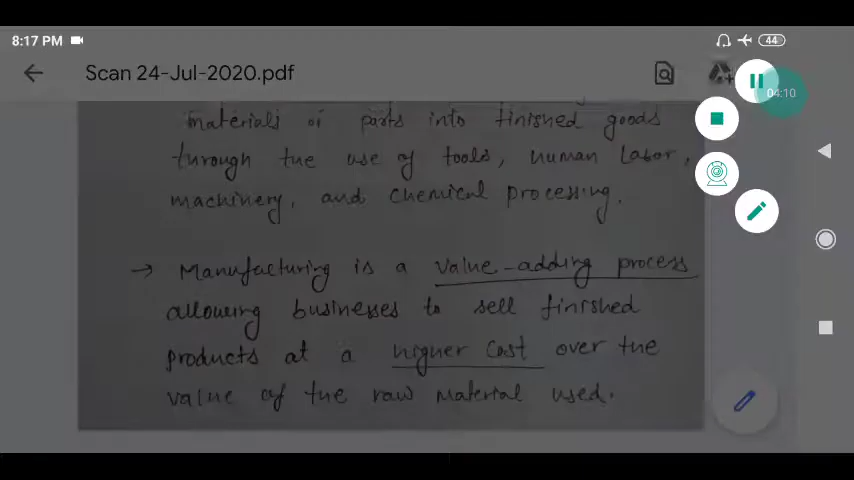 8:17 PM
44
Scan 24-Jul-2020.pdf
04:10
materials or parts into finished goods
through the use of tools, human labor,
machinery, and chemical processing.
→ Manufacturing is a value-adding process
allowing businesses to sell finished
products at a higher cost over the
value of the raw material used.